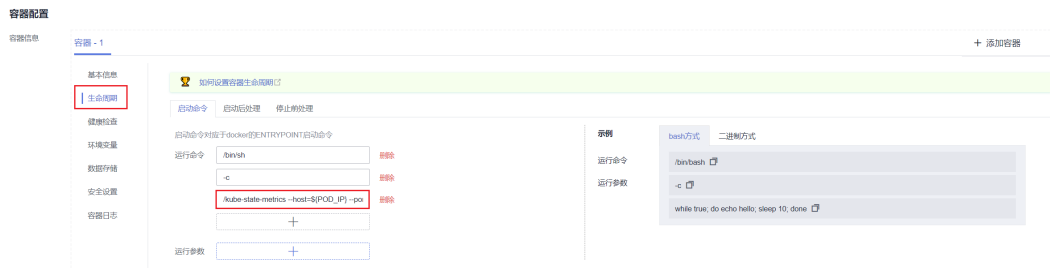 容器配置
容器信息
容器 - 1
+ 添加容器
基本信息
生命周期
健康检查
环境变量
数据存储
安全设置
容器日志
如何设置容器生命周期
启动命令 启动后处理 停止前处理
启动命令对应于docker的ENTRYPOINT启动命令
运行命令 /bin/sh 删除
-c 删除
/kube-state-metrics --host=$(POD_IP) --por 删除
+
运行参数 +
示例
bash方式 二进制方式
运行命令 /bin/bash
运行参数 -c
while true; do echo hello; sleep 10; done